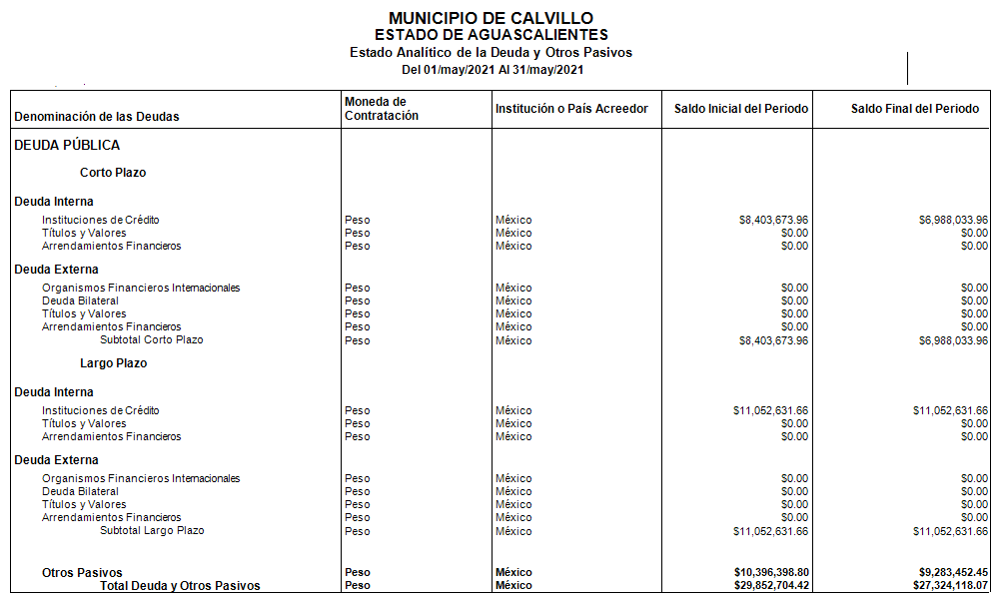 MUNICIPIO DE CALVILLO
ESTADO DE AGUASCALIENTES
Estado Analítico de la Deuda y Otros Pasivos
Del 01/may/2021 Al 31/may/2021
Denominación de las Deudas Moneda de Contratación Institución o País Acreedor Saldo Inicial del Periodo Saldo Final del Periodo
DEUDA PÚBLICA
Corto Plazo
Deuda Interna
Instituciones de Crédito Peso México $8,403,673.96 $6,988,033.96
Títulos y Valores Peso México $0.00 $0.00
Arrendamientos Financieros Peso México $0.00 $0.00
Deuda Externa
Organismos Financieros Internacionales Peso México $0.00 $0.00
Deuda Bilateral Peso México $0.00 $0.00
Títulos y Valores Peso México $0.00 $0.00
Arrendamientos Financieros Peso México $0.00 $0.00
Subtotal Corto Plazo Peso México $8,403,673.96 $6,988,033.96
Largo Plazo
Deuda Interna
Instituciones de Crédito Peso México $11,052,631.66 $11,052,631.66
Títulos y Valores Peso México $0.00 $0.00
Arrendamientos Financieros Peso México $0.00 $0.00
Deuda Externa
Organismos Financieros Internacionales Peso México $0.00 $0.00
Deuda Bilateral Peso México $0.00 $0.00
Títulos y Valores Peso México $0.00 $0.00
Arrendamientos Financieros Peso México $0.00 $0.00
Subtotal Largo Plazo Peso México $11,052,631.66 $11,052,631.66
Otros Pasivos Peso México $10,396,398.80 $9,283,452.45
Total Deuda y Otros Pasivos Peso México $29,852,704.42 $27,324,118.07